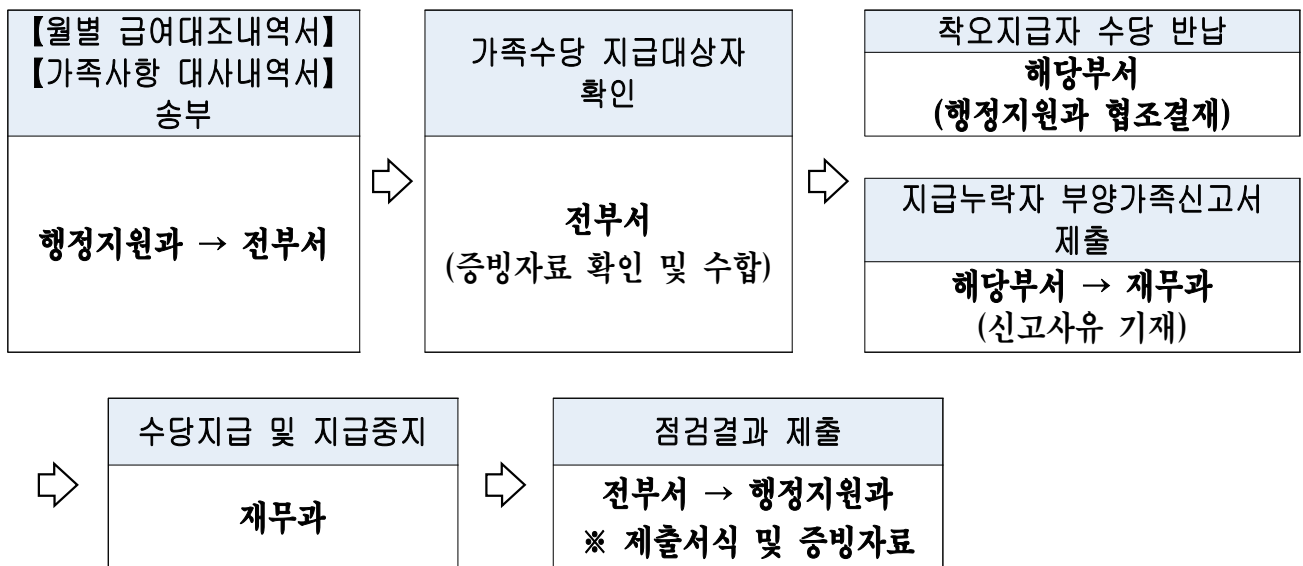 【월별 급여대조내역서】
【가족사항 대사내역서】
송부
행정지원과 → 전부서
가족수당 지급대상자
확인
전부서
(증빙자료 확인 및 수합)
착오지급자 수당 반납
해당부서
(행정지원과 협조결재)
지급누락자 부양가족신고서
제출
해당부서 → 재무과
(신고사유 기재)
수당지급 및 지급중지
재무과
점검결과 제출
전부서 → 행정지원과
※ 제출서식 및 증빙자료